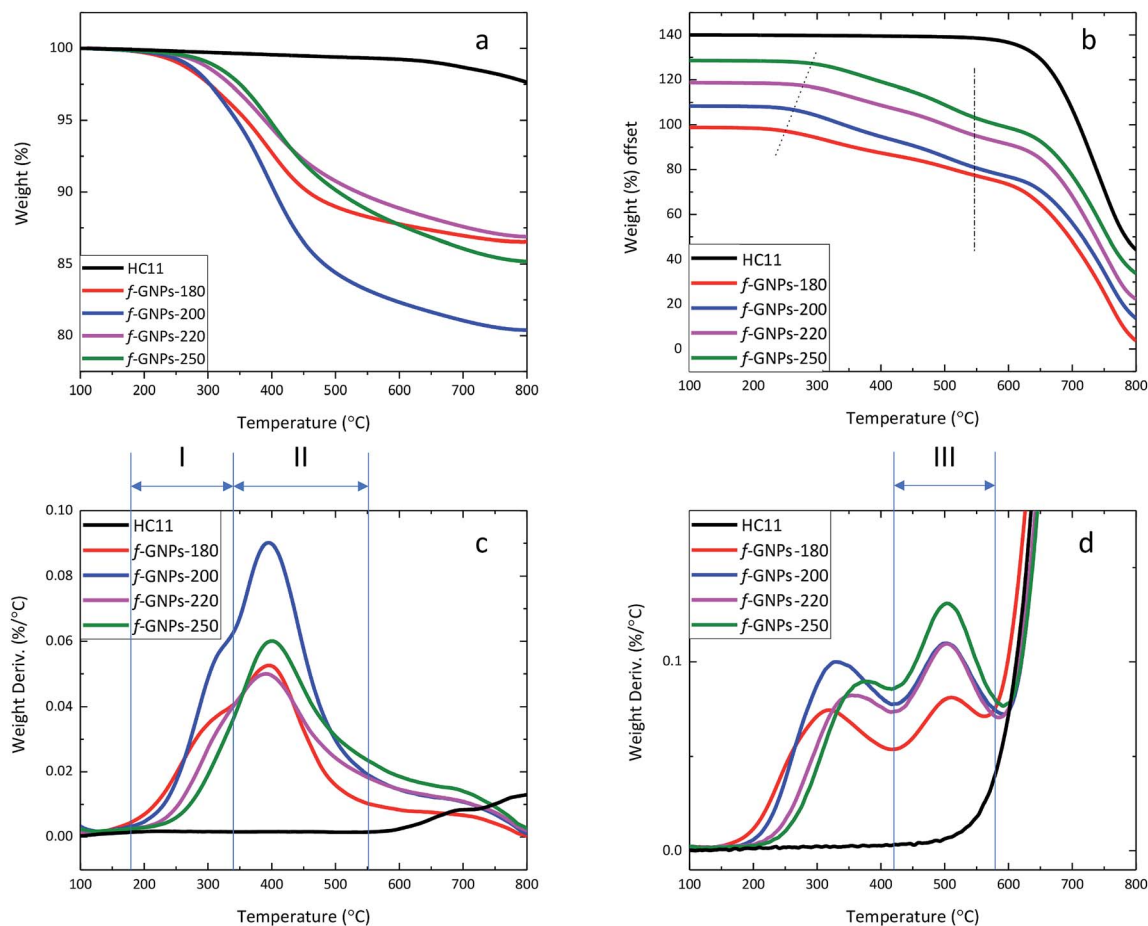 a
Weight (%)
100
95
90
85
80
HC11
f-GNPs-180
f-GNPs-200
f-GNPs-220
f-GNPs-250
100 200 300 400 500 600 700 800
Temperature (°C)
b
Weight (%) offset
140
120
100
80
60
40
20
0
HC11
f-GNPs-180
f-GNPs-200
f-GNPs-220
f-GNPs-250
100 200 300 400 500 600 700 800
Temperature (°C)
I II
c
Weight Deriv. (%/°C)
0.10
0.08
0.06
0.04
0.02
0.00
HC11
f-GNPs-180
f-GNPs-200
f-GNPs-220
f-GNPs-250
100 200 300 400 500 600 700 800
Temperature (°C)
III
d
Weight Deriv. (%/°C)
0.1
0.0
HC11
f-GNPs-180
f-GNPs-200
f-GNPs-220
f-GNPs-250
100 200 300 400 500 600 700 800
Temperature (°C)